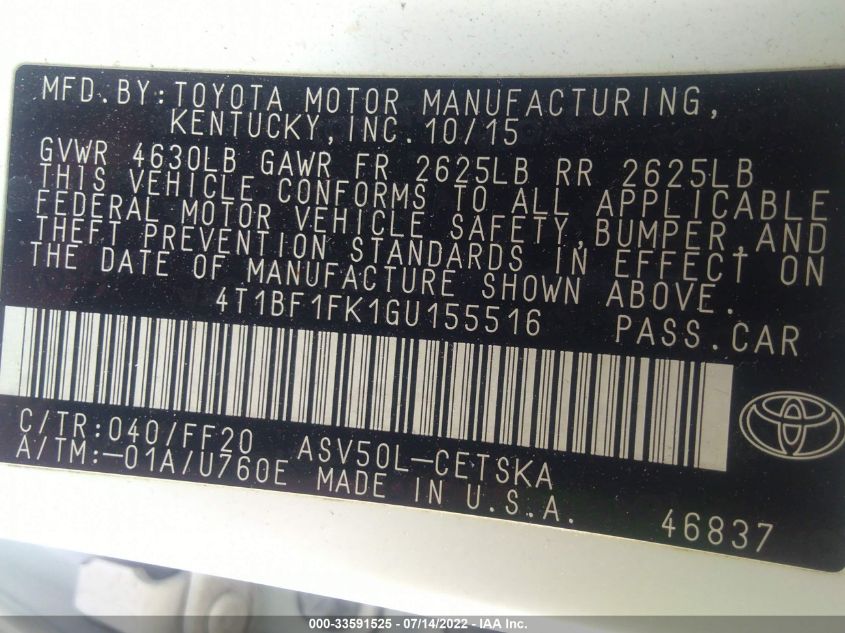 MFD.BY:TOYOTA MOTOR MANUFACTURING,
KENTUCKY,INC.10/15
GVWR 4630LB GAWR FR 2625LB RR 2625LB
THIS VEHICLE CONFORMS TO ALL APPLICABLE
FEDERAL MOTOR VEHICLE SAFETY,BUMPER,AND
THEFT PREVENTION STANDARDS IN EFFECT ON
THE DATE OF MANUFACTURE SHOWN ABOVE.
4T1BF1FK1GU155516 PASS.CAR
C/TR:040/FF20 ASV50L-CETSKA
A/TM:-01A/U760E MADE IN U.S.A.
46837
000-33591525 - 07/14/2022 - IAA Inc.